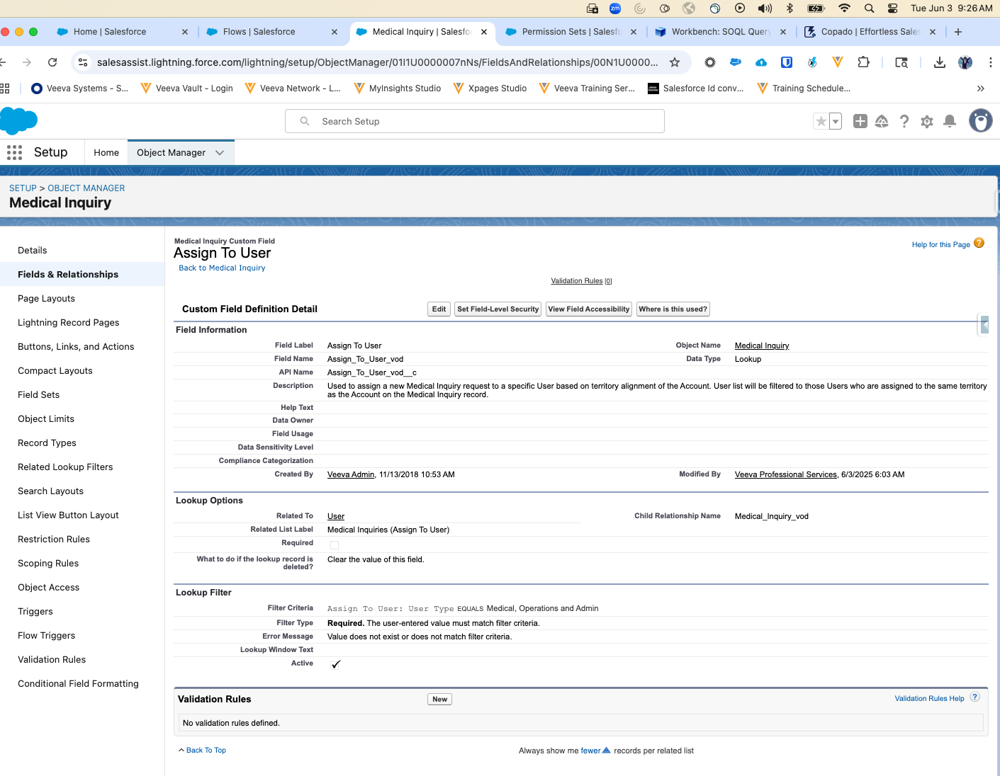 zm
Tue Jun 3 9:26 AM
Home | Salesforce
Flows | Salesforce
Medical Inquiry | Salesfor
Permission Sets | Salesfo
Workbench: SOQL Query
Copado | Effortless Sales
salesassist.lightning.force.com/lightning/setup/ObjectManager/01I1U0000007nNs/FieldsAndRelationships/00N1U0000...
Veeva Systems - S...
Veeva Vault - Login
Veeva Network - L...
MyInsights Studio
Xpages Studio
Veeva Training Ser...
Salesforce Id conv...
Training Schedule...
Search Setup
Setup
Home
Object Manager
SETUP > OBJECT MANAGER
Medical Inquiry
Details
Fields & Relationships
Page Layouts
Lightning Record Pages
Buttons, Links, and Actions
Compact Layouts
Field Sets
Object Limits
Record Types
Related Lookup Filters
Search Layouts
List View Button Layout
Restriction Rules
Scoping Rules
Object Access
Triggers
Flow Triggers
Validation Rules
Conditional Field Formatting
Medical Inquiry Custom Field
Assign To User
Back to Medical Inquiry
Help for this Page ?
Validation Rules [0]
Custom Field Definition Detail
Edit
Set Field-Level Security
View Field Accessibility
Where is this used?
Field Information
Field Label Assign To User Object Name Medical Inquiry
Field Name Assign_To_User_vod Data Type Lookup
API Name Assign_To_User_vod__c
Description Used to assign a new Medical Inquiry request to a specific User based on territory alignment of the Account. User list will be filtered to those Users who are assigned to the same territory
as the Account on the Medical Inquiry record.
Help Text
Data Owner
Field Usage
Data Sensitivity Level
Compliance Categorization
Created By Veeva Admin, 11/13/2018 10:53 AM Modified By Veeva Professional Services, 6/3/2025 6:03 AM
Lookup Options
Related To User Child Relationship Name Medical_Inquiry_vod
Related List Label Medical Inquiries (Assign To User)
Required
What to do if the lookup record is
deleted? Clear the value of this field.
Lookup Filter
Filter Criteria Assign To User: User Type EQUALS Medical, Operations and Admin
Filter Type Required. The user-entered value must match filter criteria.
Error Message Value does not exist or does not match filter criteria.
Lookup Window Text
Active
Validation Rules
New
Validation Rules Help ?
No validation rules defined.
Back To Top
Always show me fewer records per related list